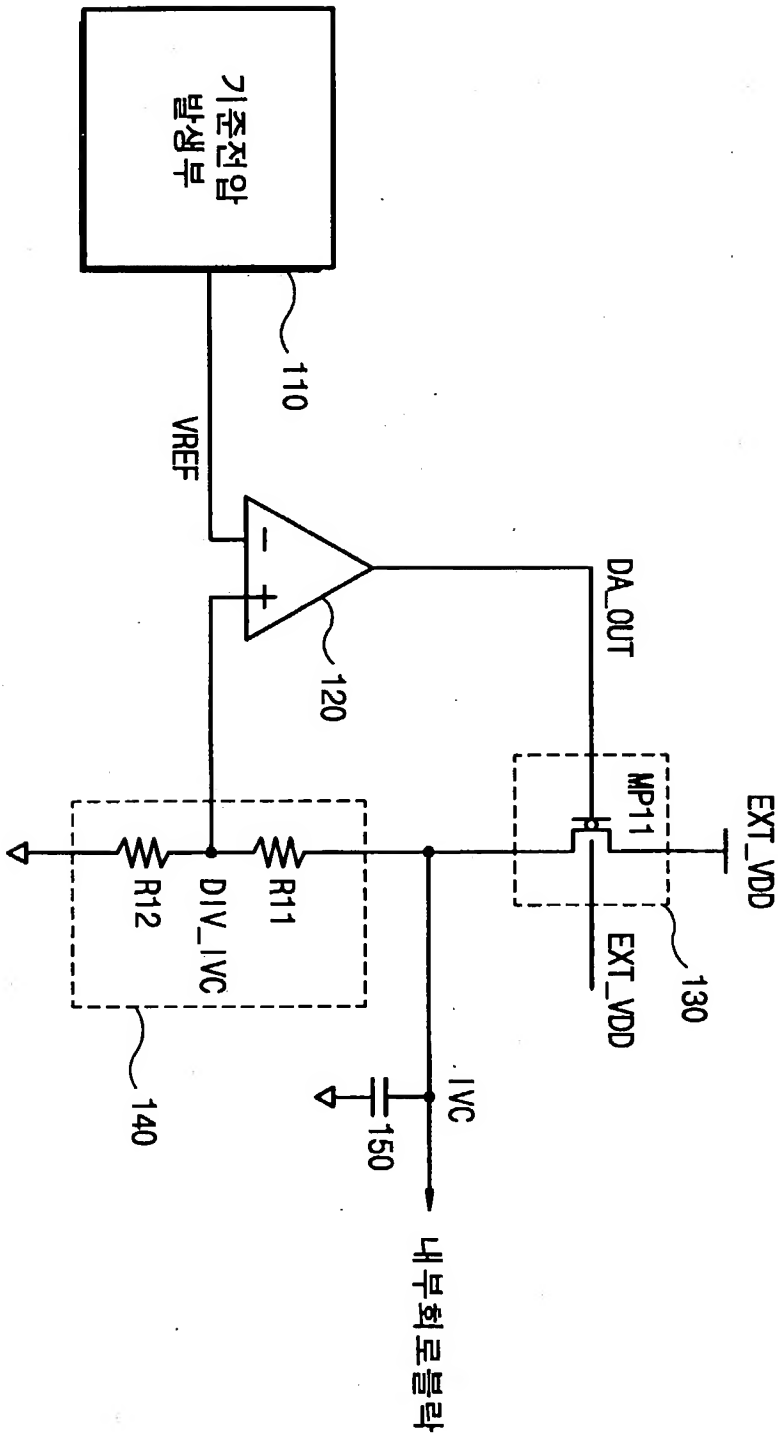 기준전압
발생부
110
VREF
120
DA_OUT
EXT_VDD
MP11
EXT_VDD
130
R11
DIV_IVC
R12
140
IVC
150
내부회로블락
-
+